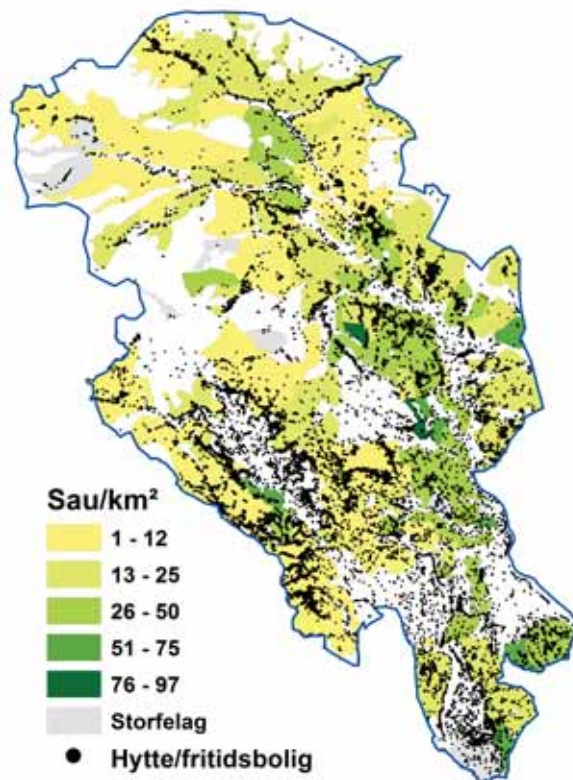 Sau/km²
1 - 12
13 - 25
26 - 50
51 - 75
76 - 97
Storfelag
Hytte/fritidsbolig